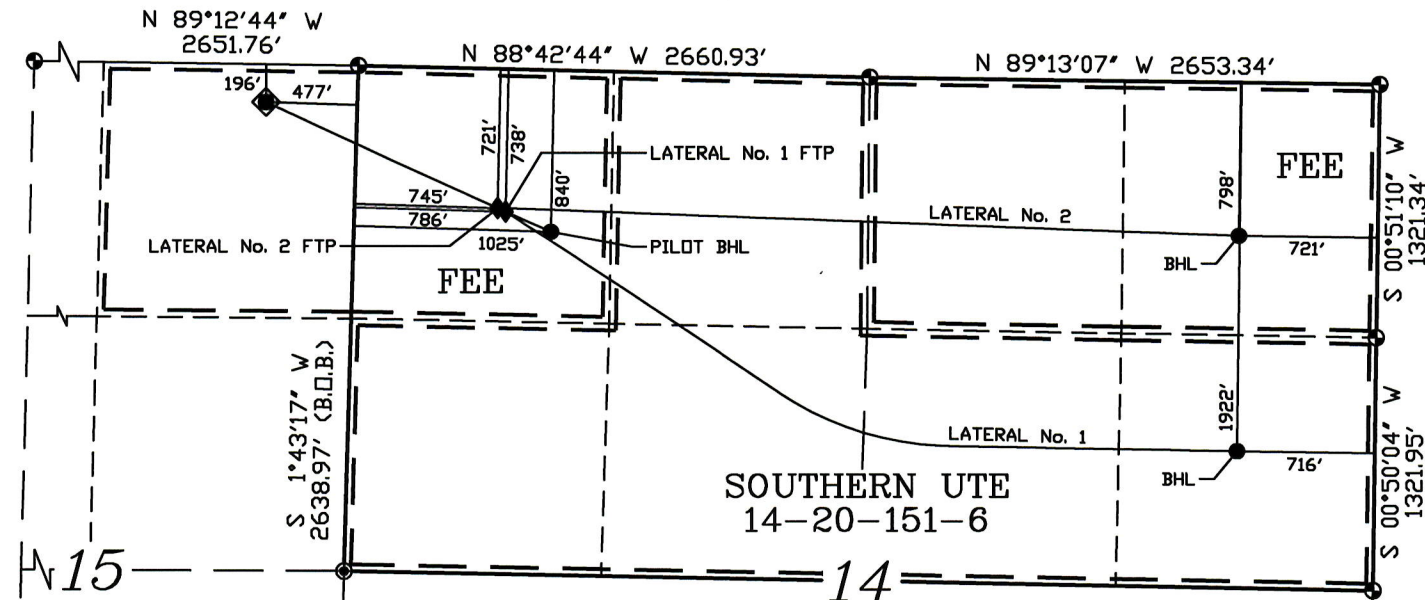 N 89°12'44" W
2651.76'
N 88°42'44" W 2660.93'
N 89°13'07" W 2653.34'
196'
477'
721'
738'
840'
LATERAL No. 1 FTP
798'
FEE
S 00°51'10" W
1321.34'
745'
786'
1025'
LATERAL No. 2
LATERAL No. 2 FTP
PILOT BHL
BHL
721'
FEE
S 1°43'17" W
2638.97' (B.O.B.)
1922'
S 00°50'04" W
1321.95'
LATERAL No. 1
BHL
716'
SOUTHERN UTE
14-20-151-6
15
14